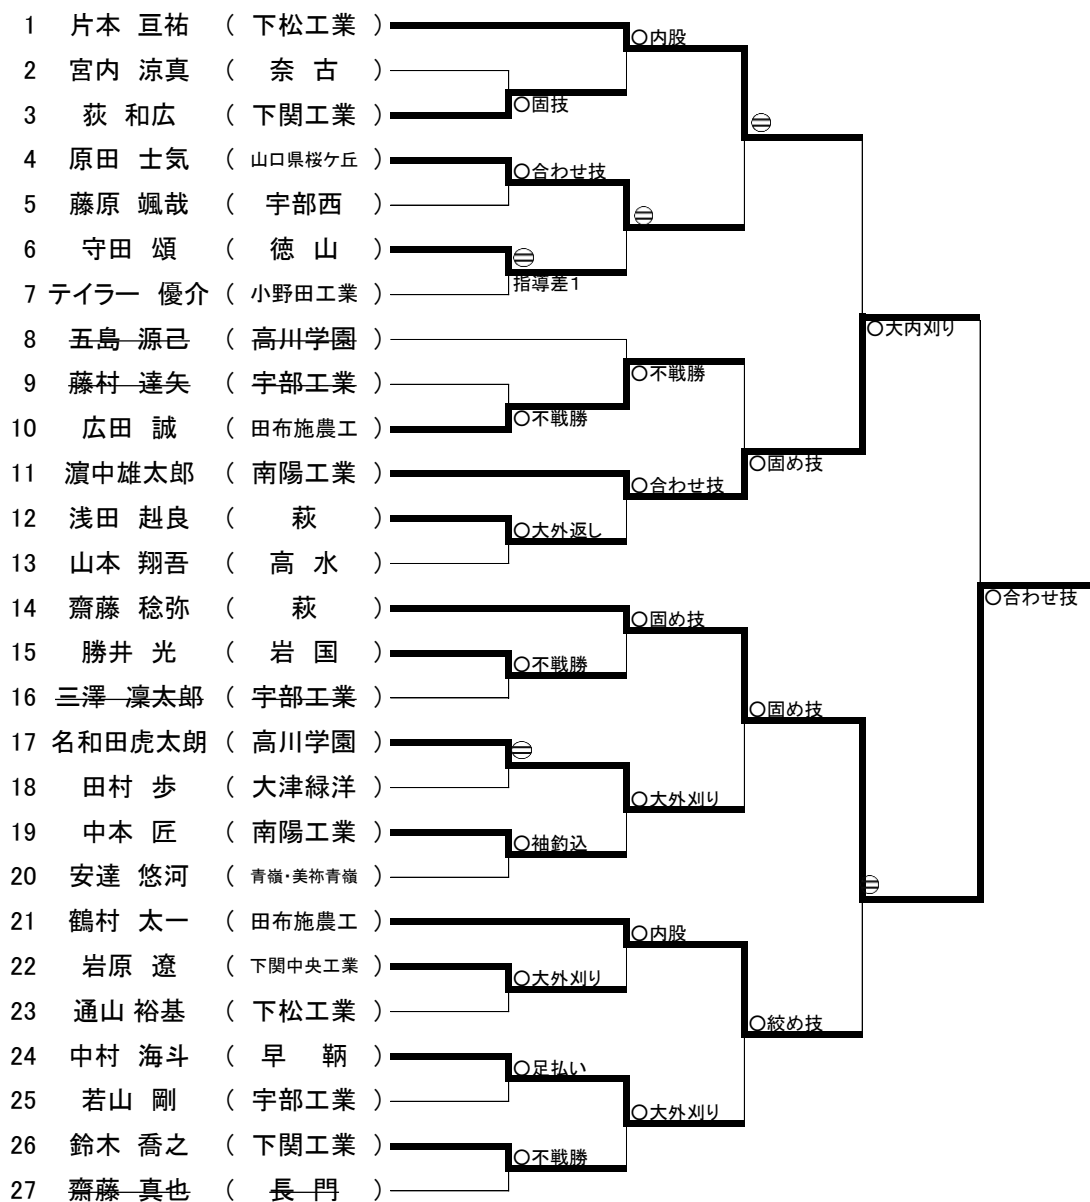 1 片本 亘祐 ( 下松工業 )
○内股
2 宮内 涼真 ( 奈 古 )
○固技
3 荻 和広 ( 下関工業 )
4 原田 士気 ( 山口県桜ケ丘 )
○合わせ技
5 藤原 颯哉 ( 宇部西 )
6 守田 頌 ( 徳 山 )
指導差1
7 テイラー 優介 ( 小野田工業 )
8 五島 源己 ( 高川学園 )
○大内刈り
9 藤村 達矢 ( 宇部工業 )
○不戦勝
10 広田 誠 ( 田布施農工 )
○不戦勝
11 濵中雄太郎 ( 南陽工業 )
○固め技
○合わせ技
12 浅田 赳良 ( 萩 )
○大外返し
13 山本 翔吾 ( 高 水 )
14 齋藤 稔弥 ( 萩 )
○合わせ技
○固め技
15 勝井 光 ( 岩 国 )
○不戦勝
16 三澤 凜太郎 ( 宇部工業 )
○固め技
17 名和田虎太朗 ( 高川学園 )
18 田村 歩 ( 大津緑洋 )
○大外刈り
19 中本 匠 ( 南陽工業 )
○袖釣込
20 安達 悠河 ( 青嶺・美祢青嶺 )
21 鶴村 太一 ( 田布施農工 )
○内股
22 岩原 遼 ( 下関中央工業 )
○大外刈り
23 通山 裕基 ( 下松工業 )
○絞め技
24 中村 海斗 ( 早 鞆 )
○足払い
25 若山 剛 ( 宇部工業 )
○大外刈り
26 鈴木 喬之 ( 下関工業 )
○不戦勝
27 齋藤 真也 ( 長 門 )